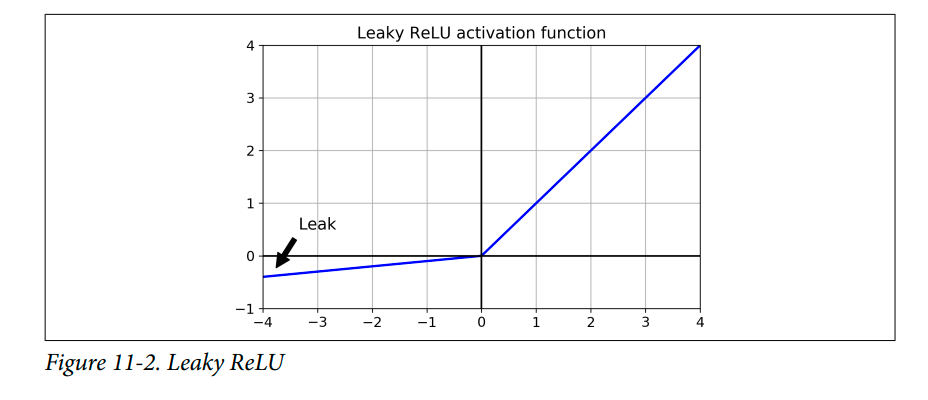 Leaky ReLU activation function
4
3
2
1
Leak
0
−1
−4 −3 −2 −1 0 1 2 3 4
Figure 11-2. Leaky ReLU